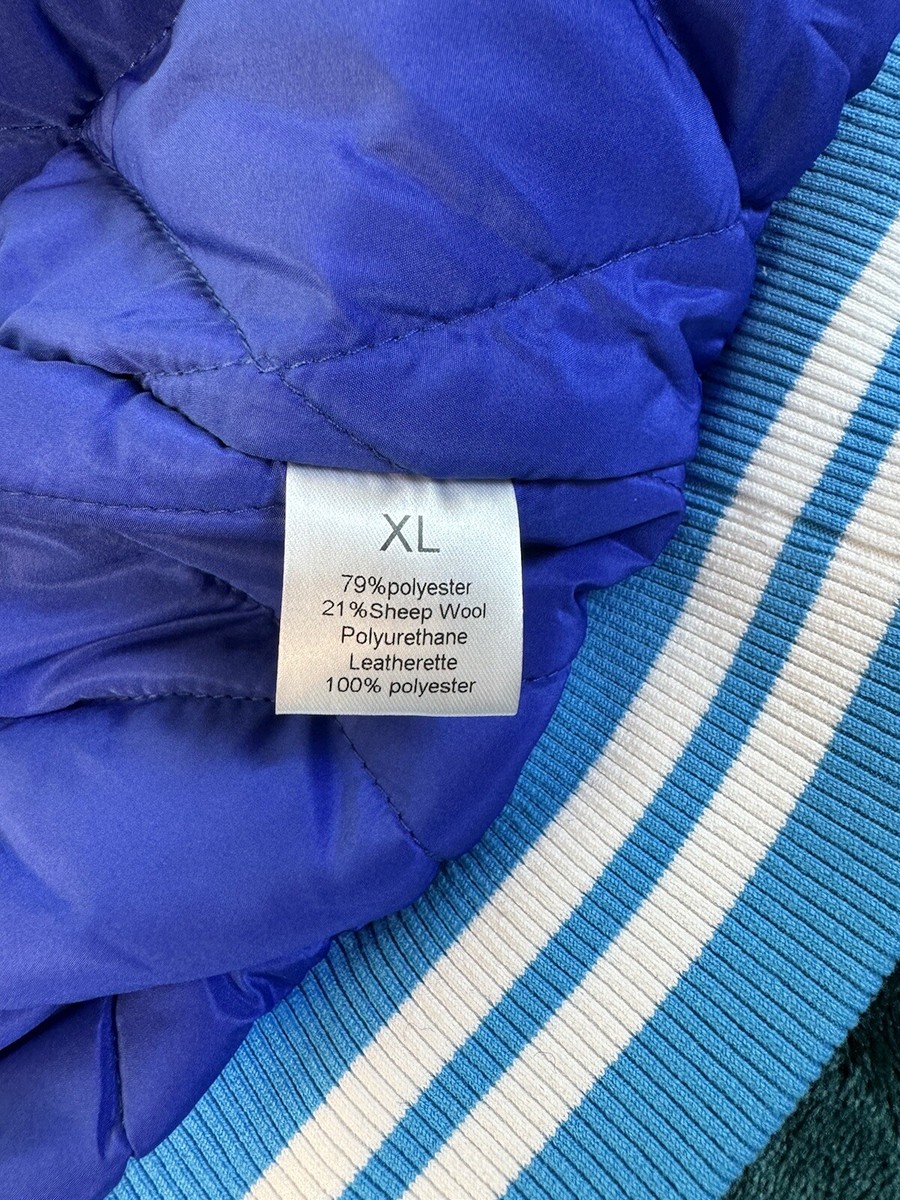 XL
79%polyester
21%Sheep Wool
Polyurethane
Leatherette
100% polyester